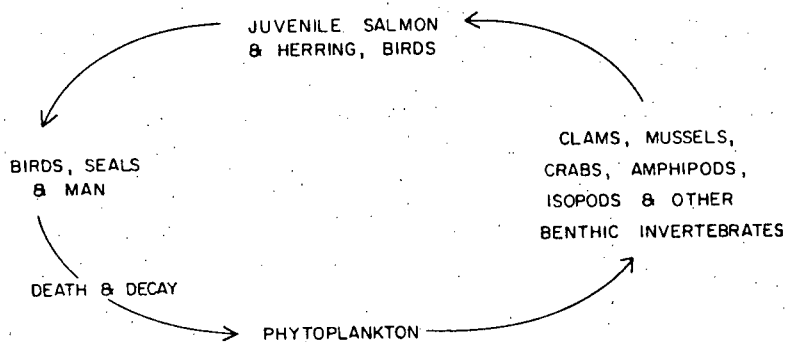 JUVENILE SALMON
& HERRING, BIRDS
CLAMS, MUSSELS,
CRABS, AMPHIPODS,
ISOPODS & OTHER
BENTHIC INVERTEBRATES
BIRDS, SEALS
& MAN
DEATH & DECAY
PHYTOPLANKTON